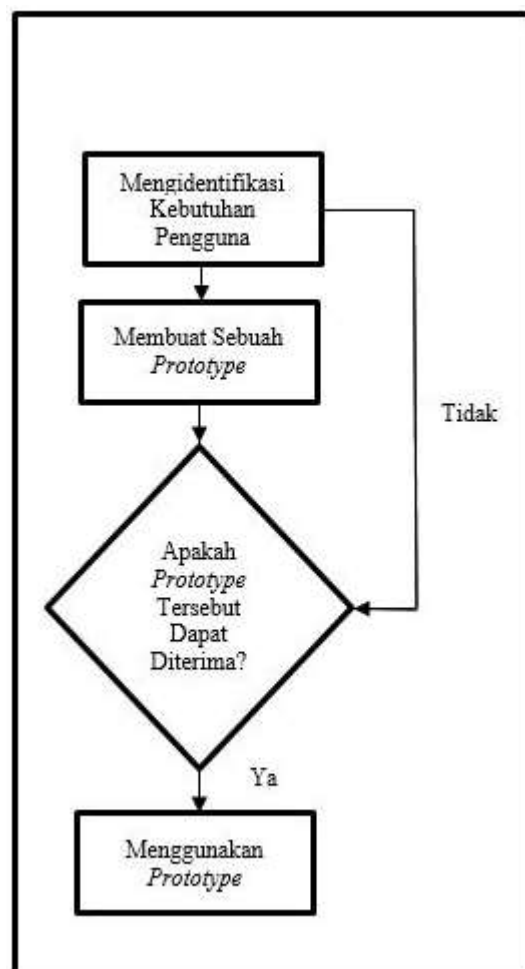 Mengidentifikasi
Kebutuhan
Pengguna
Membuat Sebuah
Prototype
Tidak
Apakah
Prototype
Tersebut
Dapat
Diterima?
Ya
Menggunakan
Prototype